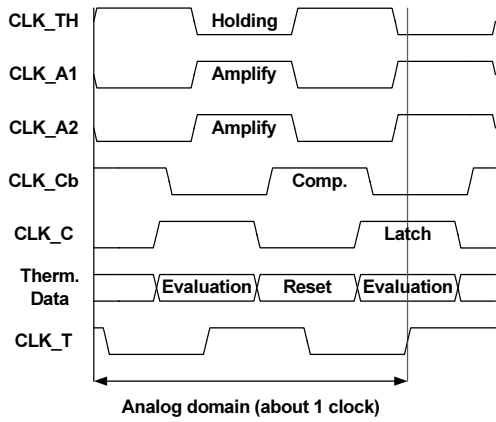 CLK_TH Holding
CLK_A1 Amplify
CLK_A2 Amplify
CLK_Cb Comp.
CLK_C Latch
Therm. Data Evaluation Reset Evaluation
CLK_T
Analog domain (about 1 clock)